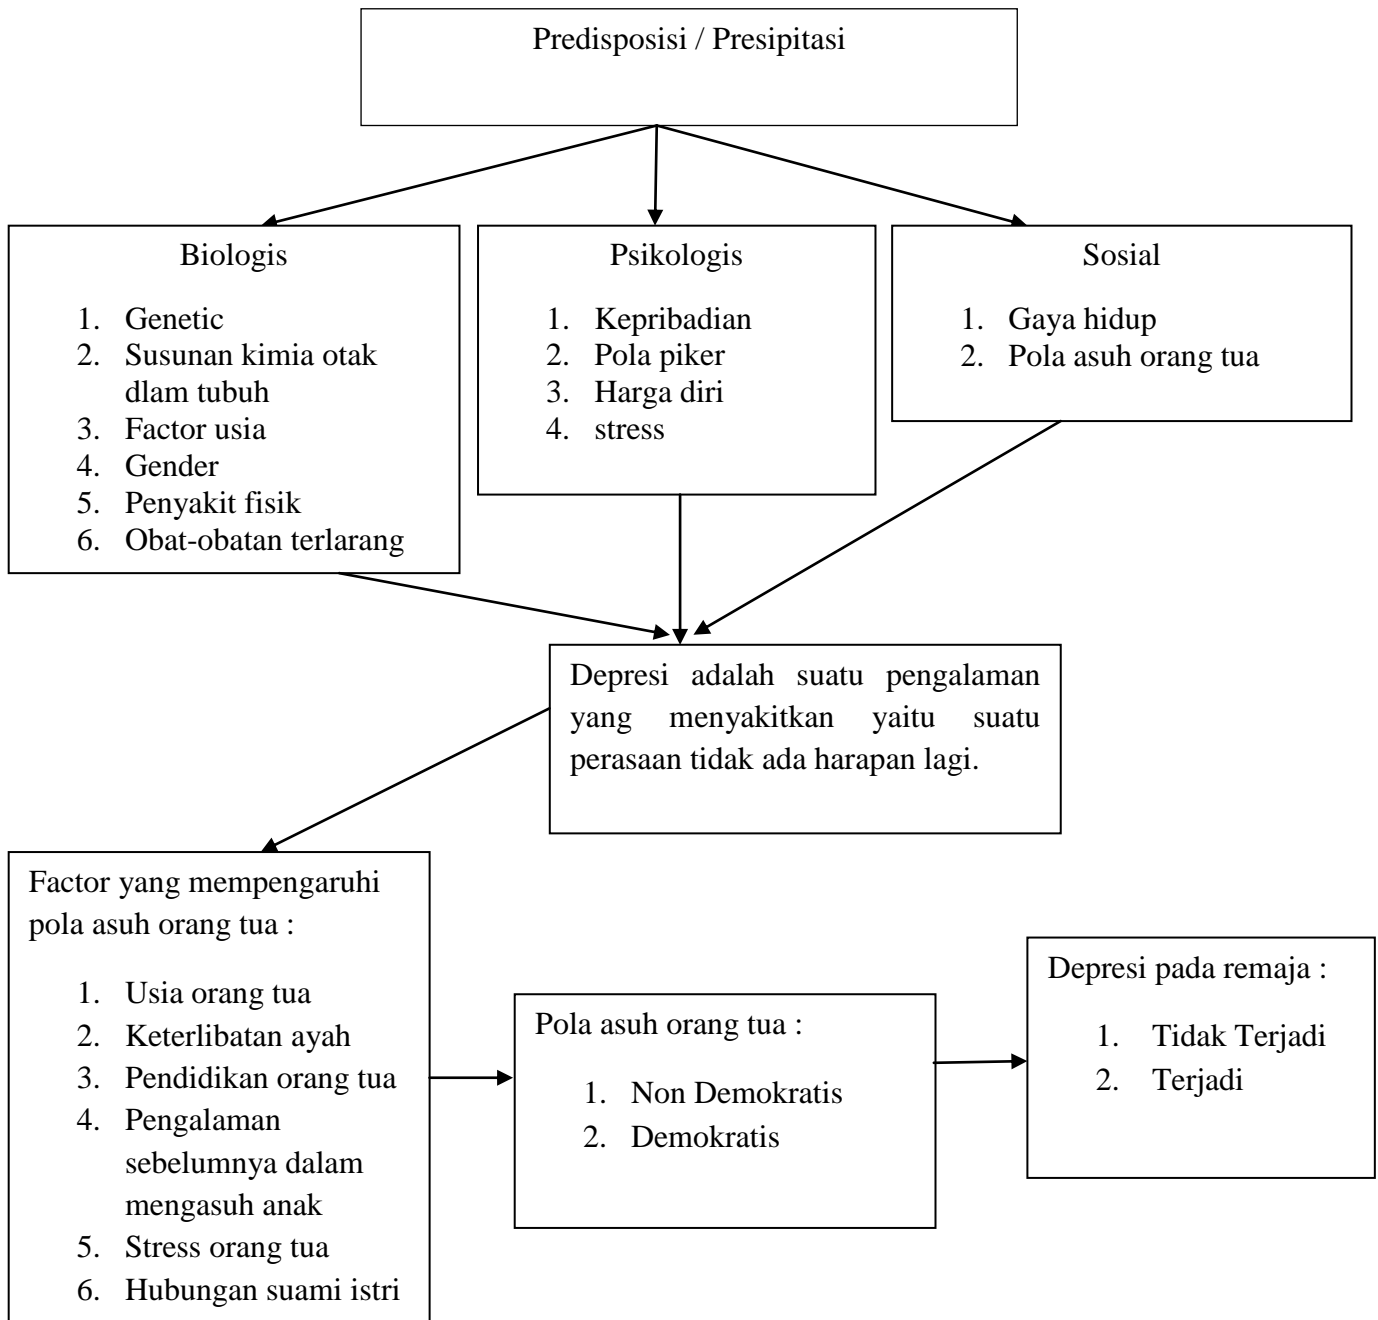 Predisposisi / Presipitasi
Biologis
1. Genetic
2. Susunan kimia otak
dlam tubuh
3. Factor usia
4. Gender
5. Penyakit fisik
6. Obat-obatan terlarang
Psikologis
1. Kepribadian
2. Pola piker
3. Harga diri
4. stress
Sosial
1. Gaya hidup
2. Pola asuh orang tua
Depresi adalah suatu pengalaman
yang menyakitkan yaitu suatu
perasaan tidak ada harapan lagi.
Factor yang mempengaruhi
pola asuh orang tua :
1. Usia orang tua
2. Keterlibatan ayah
3. Pendidikan orang tua
4. Pengalaman
sebelumnya dalam
mengasuh anak
5. Stress orang tua
6. Hubungan suami istri
Pola asuh orang tua :
1. Non Demokratis
2. Demokratis
Depresi pada remaja :
1. Tidak Terjadi
2. Terjadi